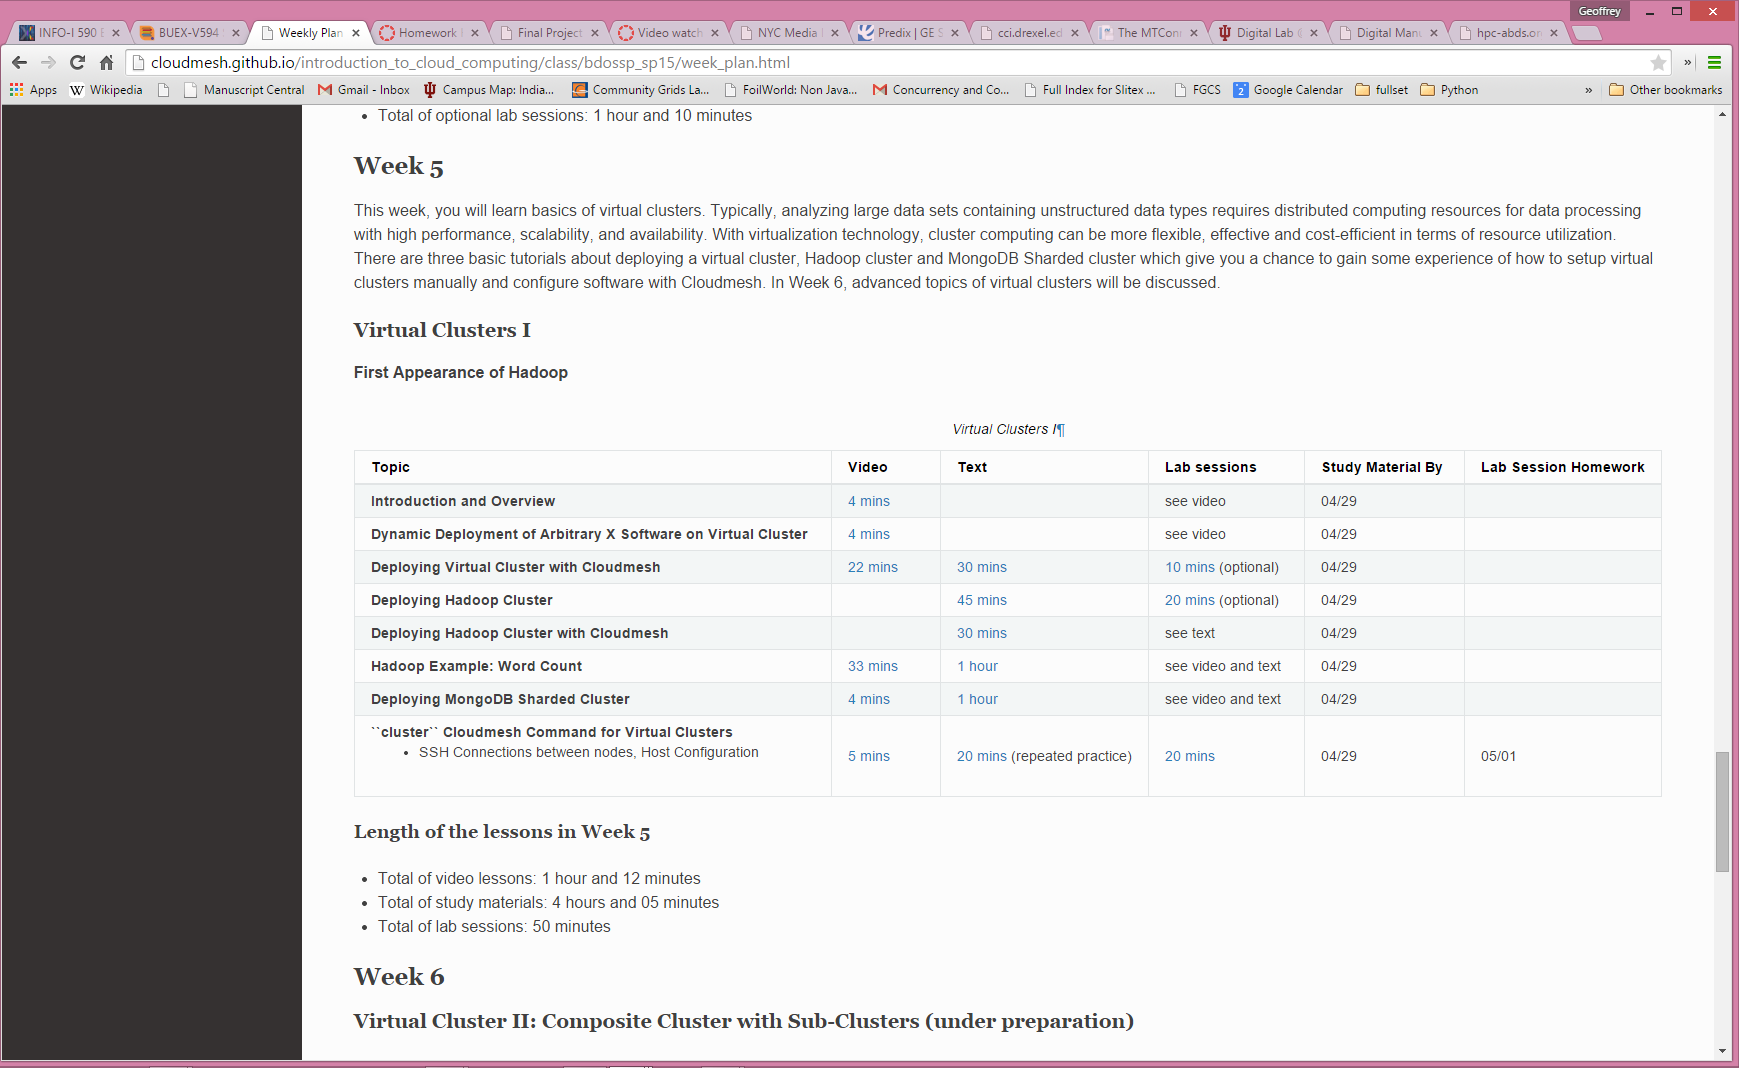 Geoffrey
INFO-I 590 B
BUEX-V594
Weekly Plan
Homework
Final Project
Video watch
NYC Media
Predix | GE S
cci.drexel.ed
The MTConn
Digital Lab
Digital Manu
hpc-abds.or
cloudmesh.github.io/introduction_to_cloud_computing/class/bdossp_sp15/week_plan.html
»
Apps
W Wikipedia
Manuscript Central
Gmail - Inbox
Campus Map: India...
Community Grids La...
FoilWorld: Non Java...
Concurrency and Co...
Full Index for Slitex ...
FGCS
2 Google Calendar
fullset
Python
»
Other bookmarks
• Total of optional lab sessions: 1 hour and 10 minutes
Week 5
This week, you will learn basics of virtual clusters. Typically, analyzing large data sets containing unstructured data types requires distributed computing resources for data processing
with high performance, scalability, and availability. With virtualization technology, cluster computing can be more flexible, effective and cost-efficient in terms of resource utilization.
There are three basic tutorials about deploying a virtual cluster, Hadoop cluster and MongoDB Sharded cluster which give you a chance to gain some experience of how to setup virtual
clusters manually and configure software with Cloudmesh. In Week 6, advanced topics of virtual clusters will be discussed.
Virtual Clusters I
First Appearance of Hadoop
Virtual Clusters I¶
Topic Video Text Lab sessions Study Material By Lab Session Homework
Introduction and Overview 4 mins see video 04/29
Dynamic Deployment of Arbitrary X Software on Virtual Cluster 4 mins see video 04/29
Deploying Virtual Cluster with Cloudmesh 22 mins 30 mins 10 mins (optional) 04/29
Deploying Hadoop Cluster 45 mins 20 mins (optional) 04/29
Deploying Hadoop Cluster with Cloudmesh 30 mins see text 04/29
Hadoop Example: Word Count 33 mins 1 hour see video and text 04/29
Deploying MongoDB Sharded Cluster 4 mins 1 hour see video and text 04/29
``cluster`` Cloudmesh Command for Virtual Clusters
• SSH Connections between nodes, Host Configuration
5 mins 20 mins (repeated practice) 20 mins 04/29 05/01
Length of the lessons in Week 5
• Total of video lessons: 1 hour and 12 minutes
• Total of study materials: 4 hours and 05 minutes
• Total of lab sessions: 50 minutes
Week 6
Virtual Cluster II: Composite Cluster with Sub-Clusters (under preparation)